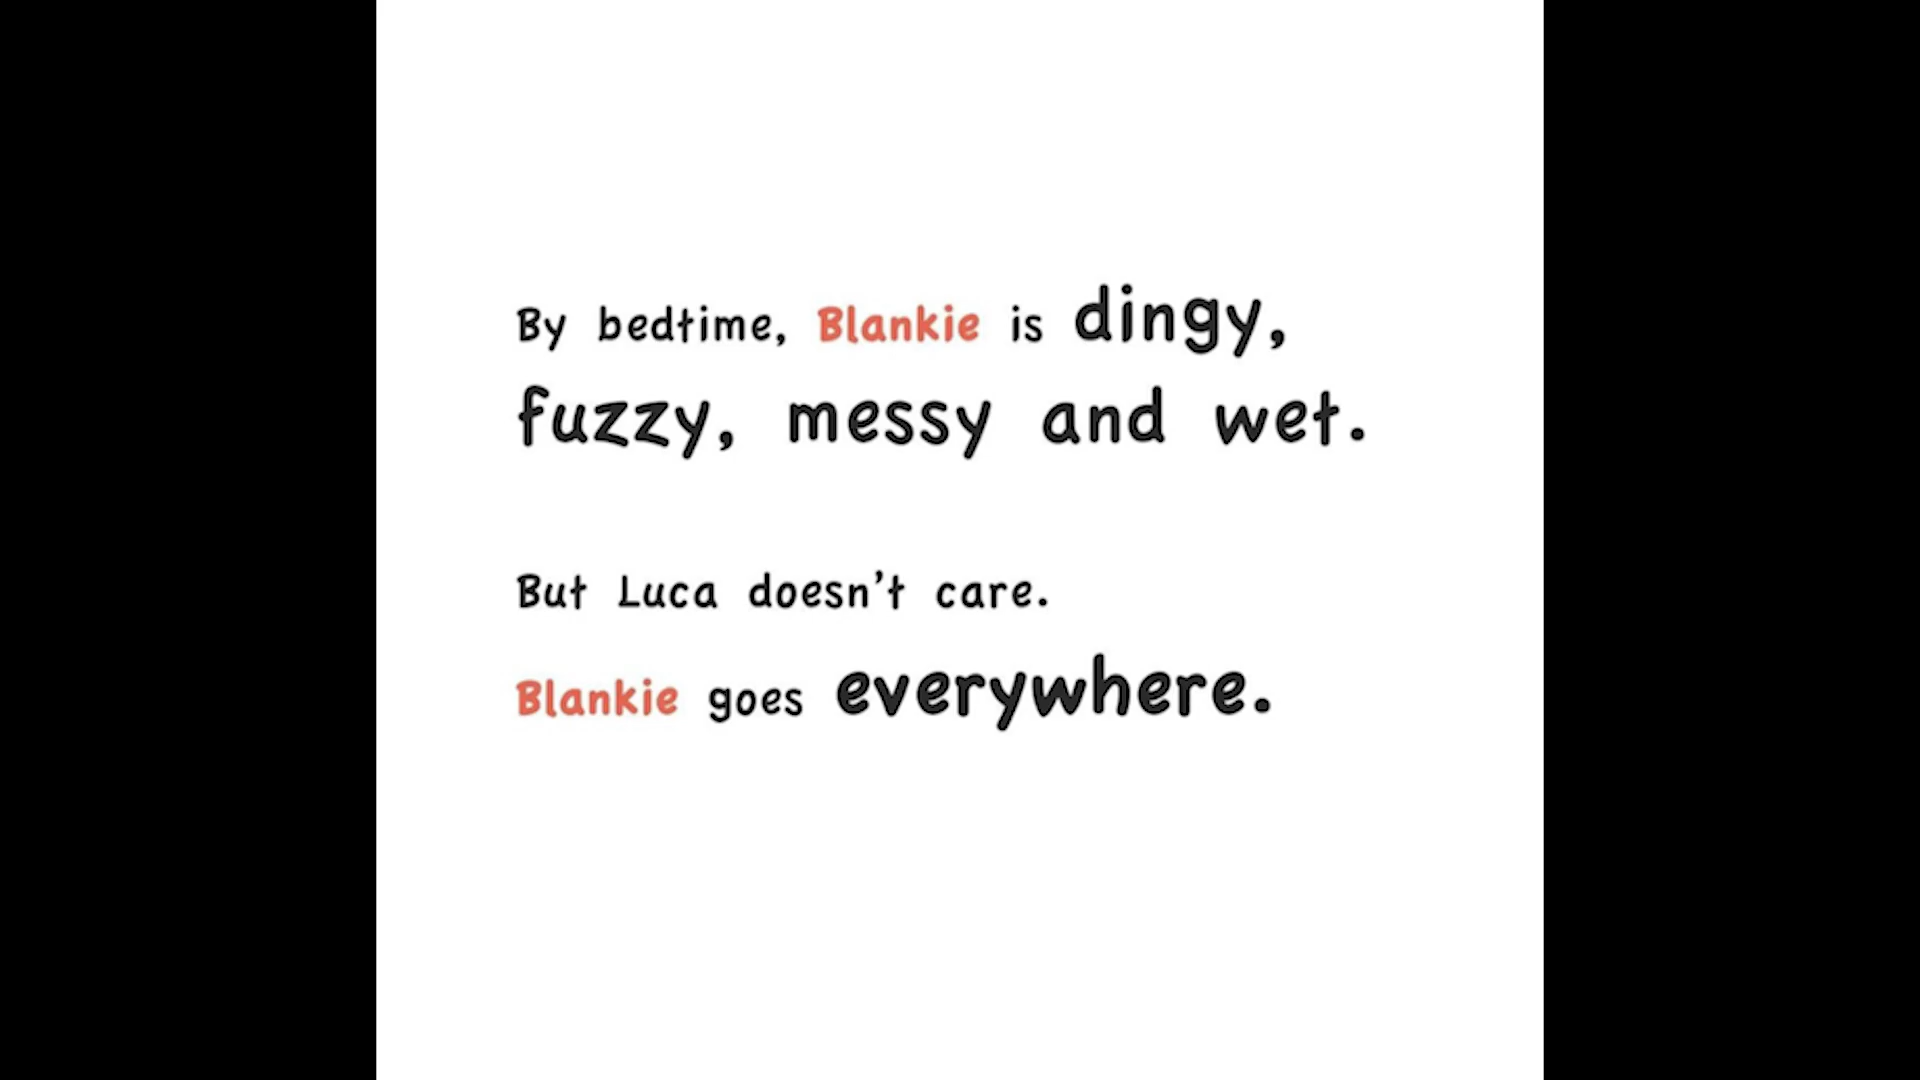 By bedtime, Blankie is dingy,
fuzzy, messy and wet.
But Luca doesn't care.
Blankie goes everywhere.